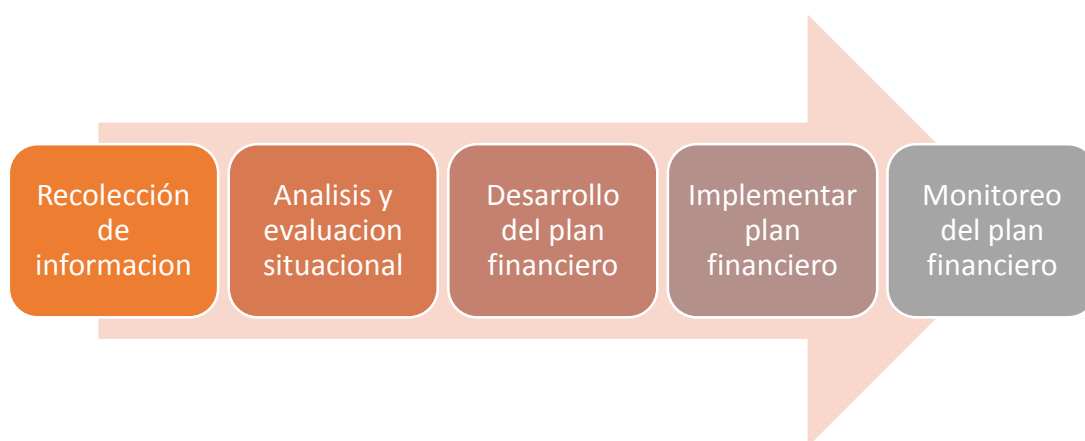 Recolección
de
informacion
Analisis y
evaluacion
situacional
Desarrollo
del plan
financiero
Implementar
plan
financiero
Monitoreo
del plan
financiero